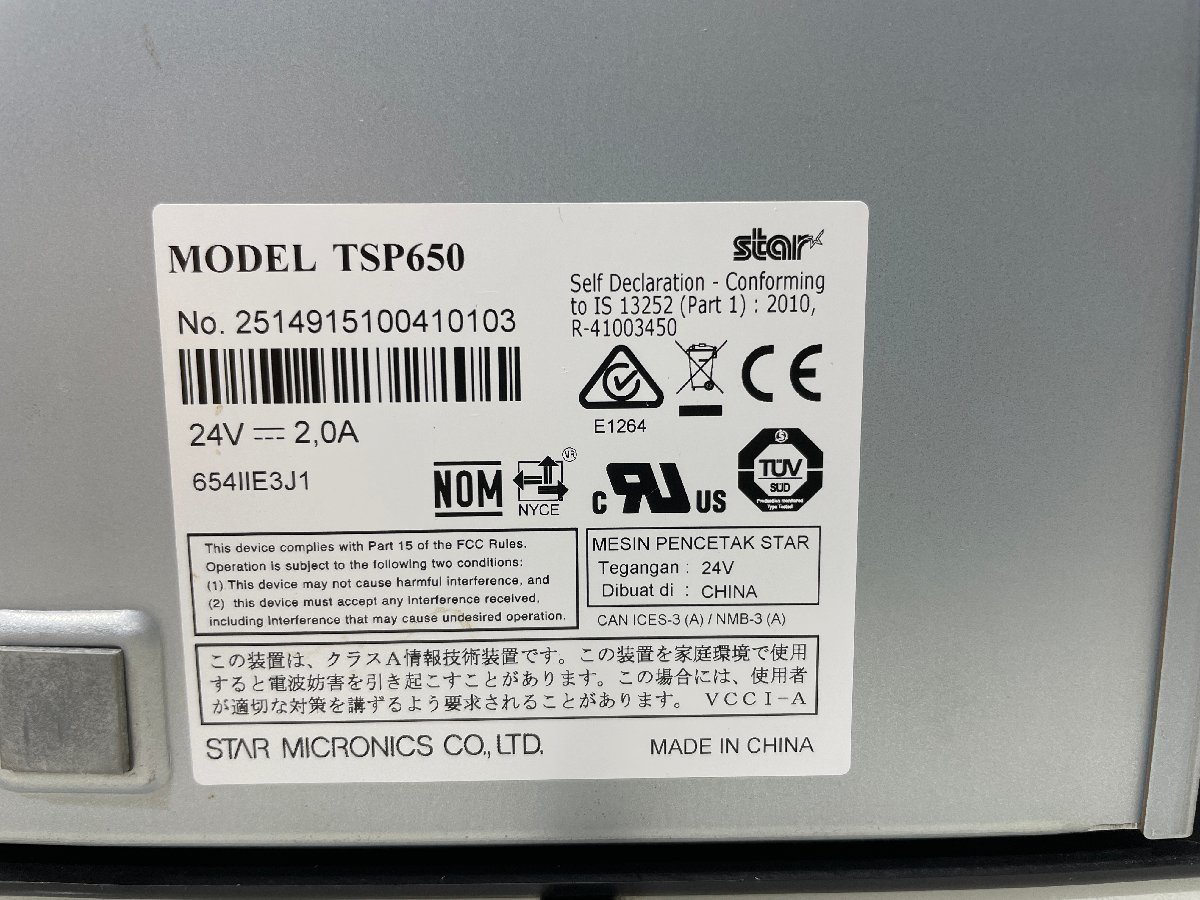 MODEL TSP650
star
Self Declaration - Conforming
to IS 13252 (Part 1) : 2010,
R-41003450
No. 2514915100410103
CE
E1264
24V 2,0A
654IIE3J1
NOM
VR
NYCE
c RU US
TÜV
SÜD
Production monitored
Type Tested
This device complies with Part 15 of the FCC Rules.
Operation is subject to the following two conditions:
(1) This device may not cause harmful interference, and
(2) this device must accept any interference received,
including interference that may cause undesired operation.
MESIN PENCETAK STAR
Tegangan : 24V
Dibuat di : CHINA
CAN ICES-3 (A) / NMB-3 (A)
この装置は、クラスA情報技術装置です。この装置を家庭環境で使用
すると電波妨害を引き起こすことがあります。この場合には、使用者
が適切な対策を講ずるよう要求されることがあります。 VCCI-A
STAR MICRONICS CO., LTD.
MADE IN CHINA